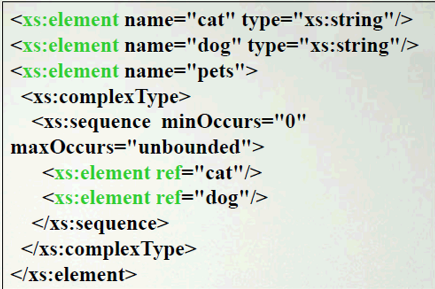 <xs:element name="cat" type="xs:string"/>
<xs:element name="dog" type="xs:string"/>
<xs:element name="pets">
<xs:complexType>
<xs:sequence minOccurs="0"
maxOccurs="unbounded">
<xs:element ref="cat"/>
<xs:element ref="dog"/>
</xs:sequence>
</xs:complexType>
</xs:element>